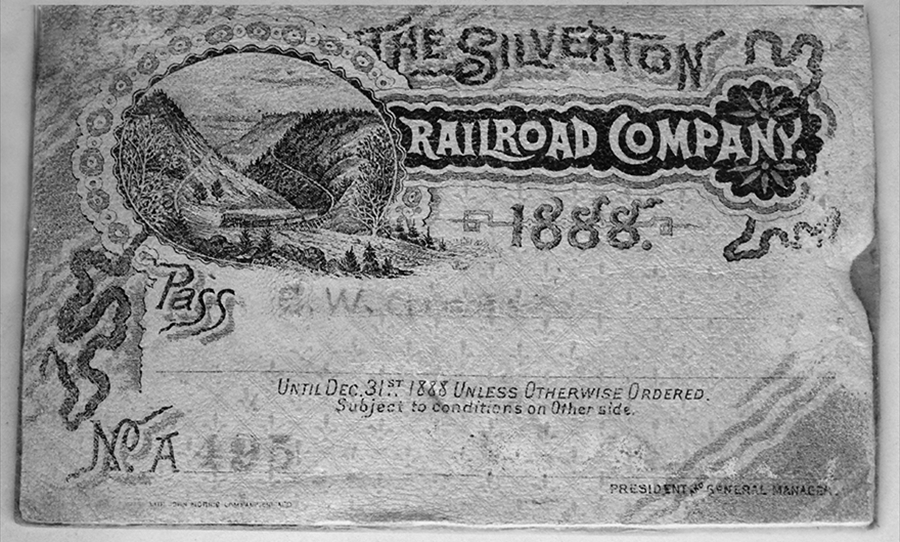 THE SILVERTON
RAILROAD COMPANY.
1888.
Pass
UNTIL DEC. 31ST. 1888 UNLESS OTHERWISE ORDERED.
Subject to conditions on Other side.
No. A 495
PRESIDENT & GENERAL MANAGER.